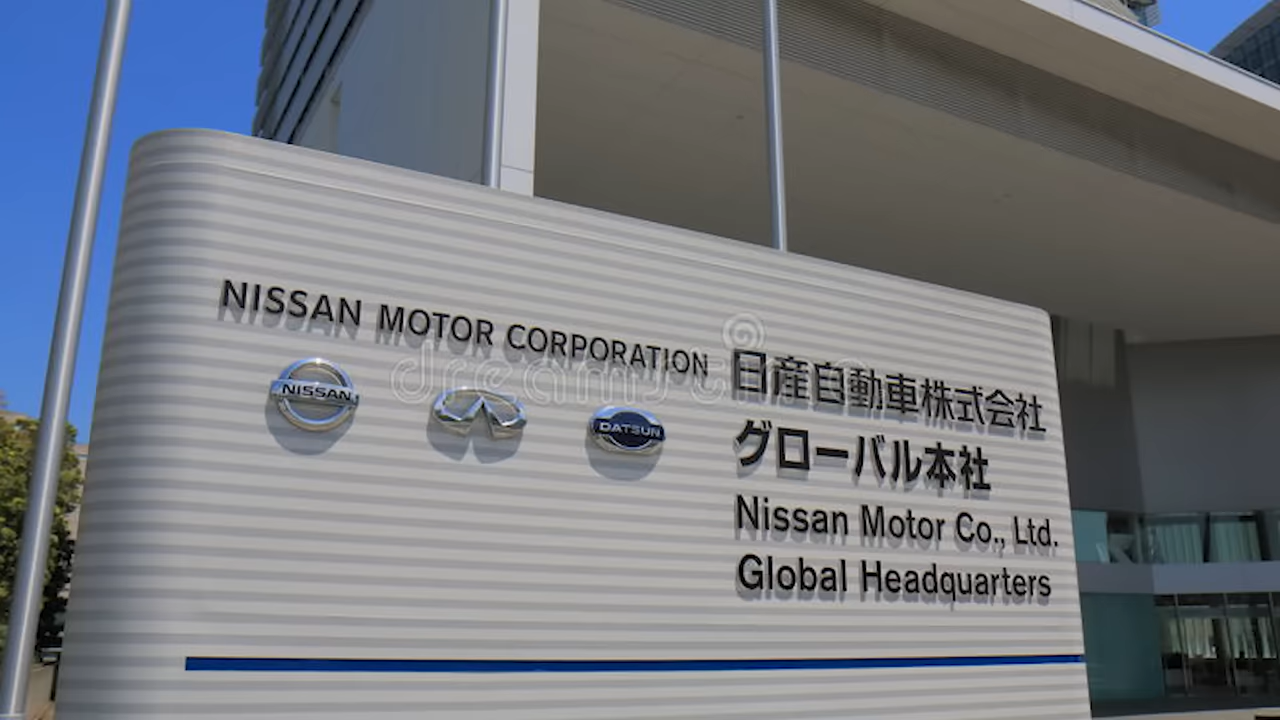 NISSAN MOTOR CORPORATION
NISSAN
DATSUN
日産自動車株式会社
グローバル本社
Nissan Motor Co., Ltd.
Global Headquarters
dreamstime